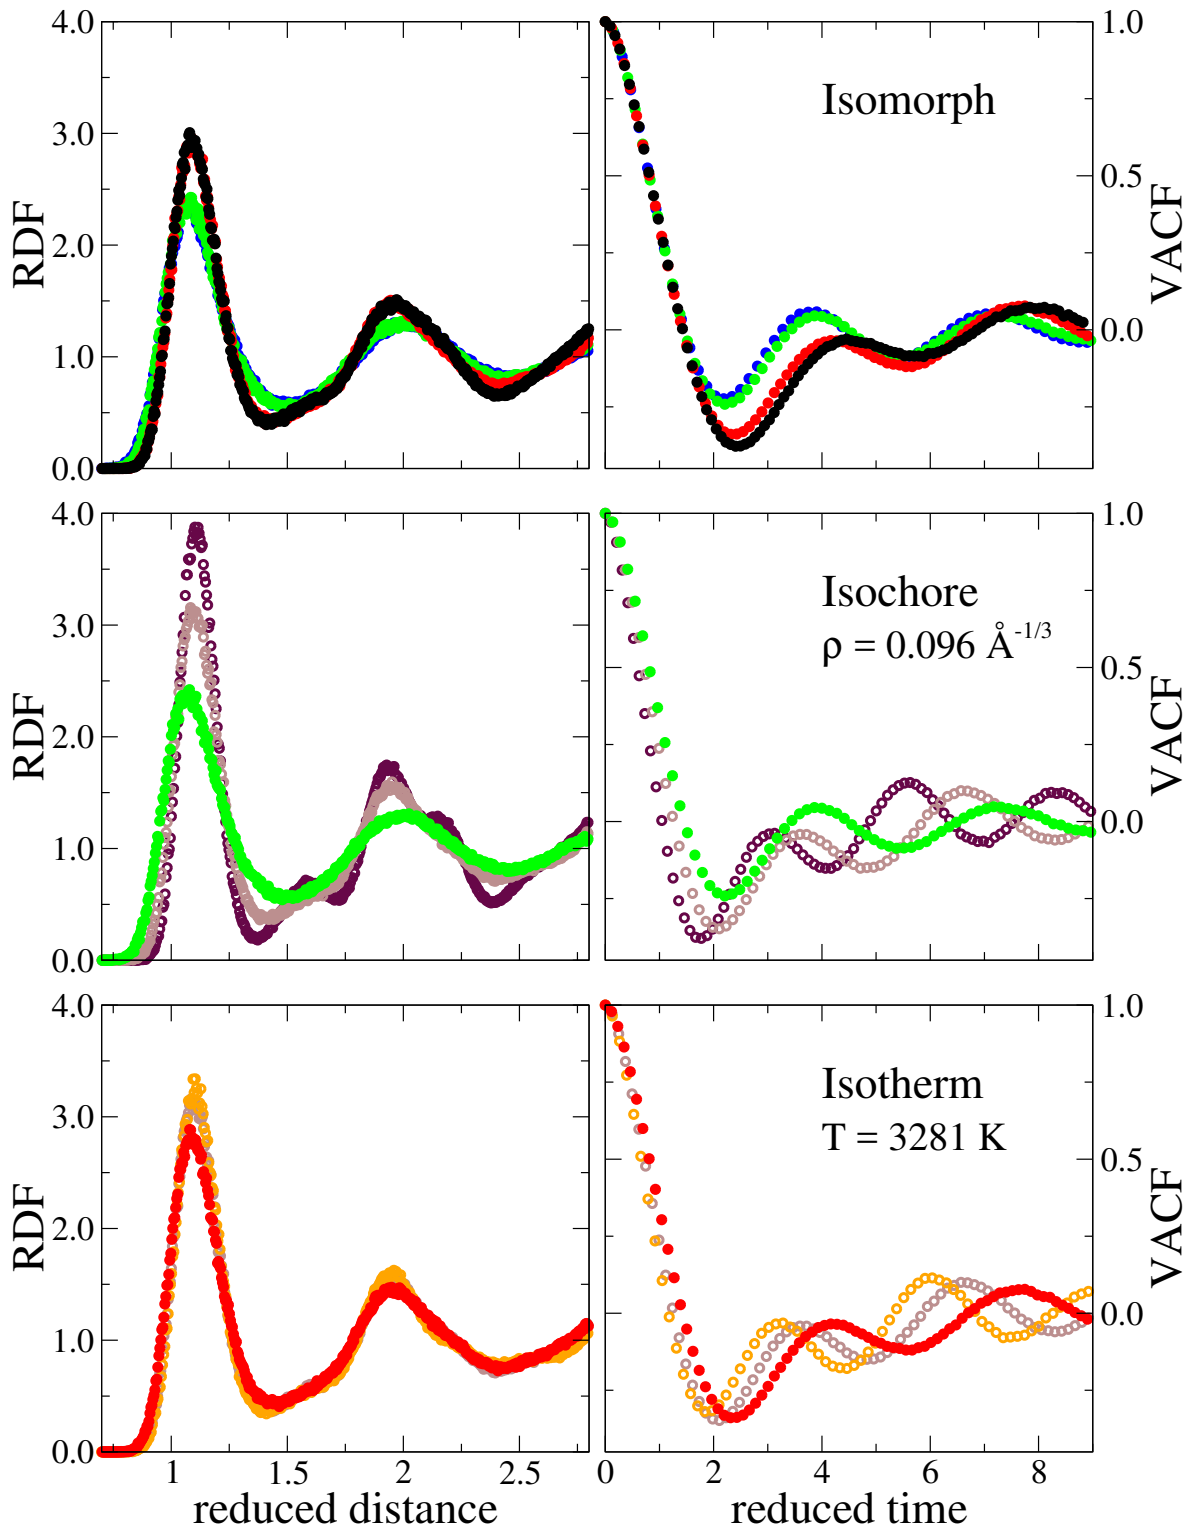 4.0
3.0
2.0
1.0
0.0
RDF
Isomorph
1.0
0.5
0.0
VACF
4.0
3.0
2.0
1.0
0.0
RDF
Isochore
ρ = 0.096 Å⁻¹/³
1.0
0.5
0.0
VACF
4.0
3.0
2.0
1.0
0.0
RDF
Isotherm
T = 3281 K
1.0
0.5
0.0
VACF
1 1.5 2 2.5
reduced distance
0 2 4 6 8
reduced time